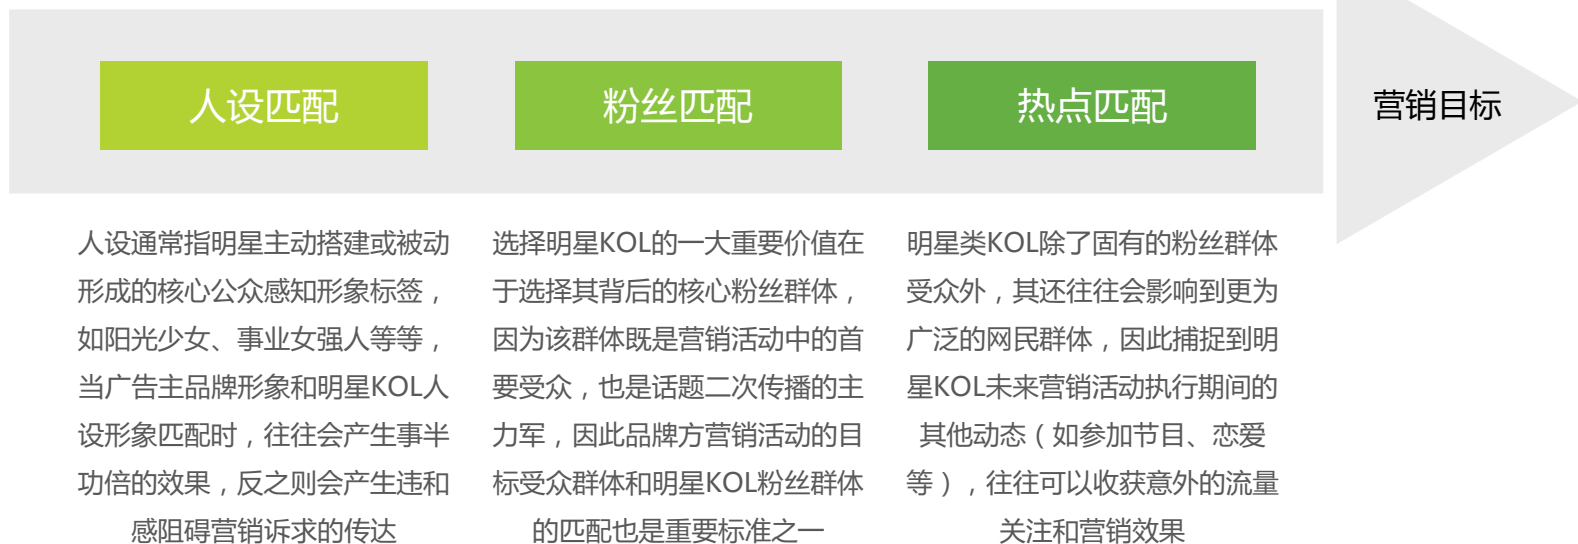 人设匹配
粉丝匹配
热点匹配
营销目标
人设通常指明星主动搭建或被动
形成的核心公众感知形象标签，
如阳光少女、事业女强人等等，
当广告主品牌形象和明星KOL人
设形象匹配时，往往会产生事半
功倍的效果，反之则会产生违和
感阻碍营销诉求的传达
选择明星KOL的一大重要价值在
于选择其背后的核心粉丝群体，
因为该群体既是营销活动中的首
要受众，也是话题二次传播的主
力军，因此品牌方营销活动的目
标受众群体和明星KOL粉丝群体
的匹配也是重要标准之一
明星类KOL除了固有的粉丝群体
受众外，其还往往会影响到更为
广泛的网民群体，因此捕捉到明
星KOL未来营销活动执行期间的
其他动态（如参加节目、恋爱
等），往往可以收获意外的流量
关注和营销效果